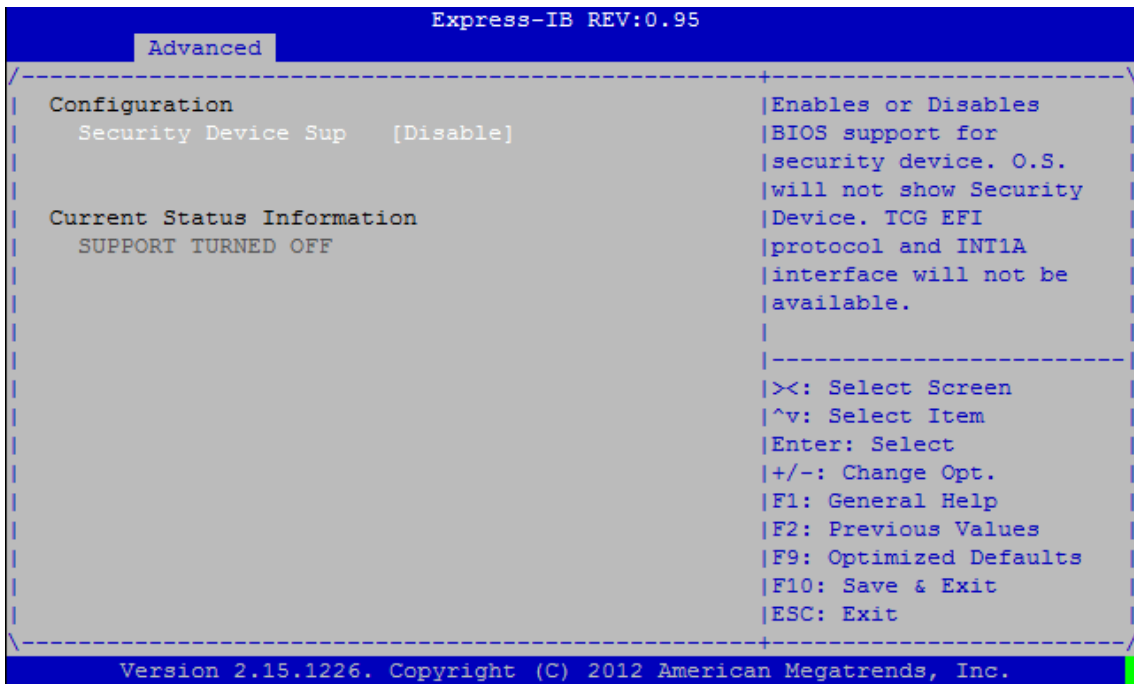 Express-IB REV:0.95
Advanced
/----------------------------------------------------+-------------------------\
Configuration
Security Device Sup [Disable]
Current Status Information
SUPPORT TURNED OFF
Enables or Disables
BIOS support for
security device. O.S.
will not show Security
Device. TCG EFI
protocol and INT1A
interface will not be
available.
><: Select Screen
^v: Select Item
Enter: Select
+/-: Change Opt.
F1: General Help
F2: Previous Values
F9: Optimized Defaults
F10: Save & Exit
ESC: Exit
Version 2.15.1226. Copyright (C) 2012 American Megatrends, Inc.